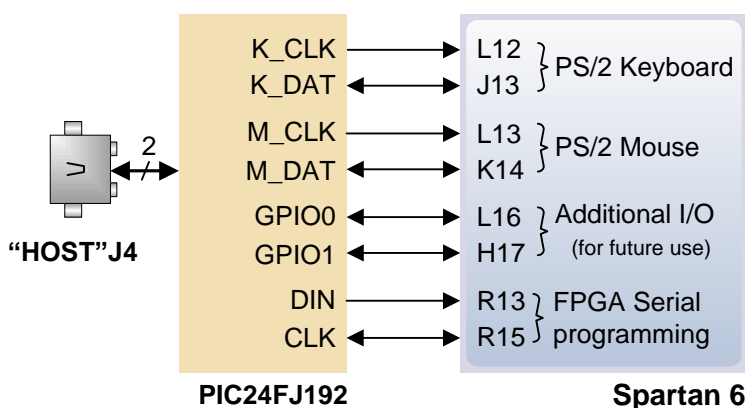 K_CLK
L12
K_DAT
J13
PS/2 Keyboard
M_CLK
L13
M_DAT
K14
PS/2 Mouse
2
"HOST"J4
GPIO0
L16
GPIO1
H17
Additional I/O
(for future use)
DIN
R13
CLK
R15
FPGA Serial
programming
PIC24FJ192
Spartan 6